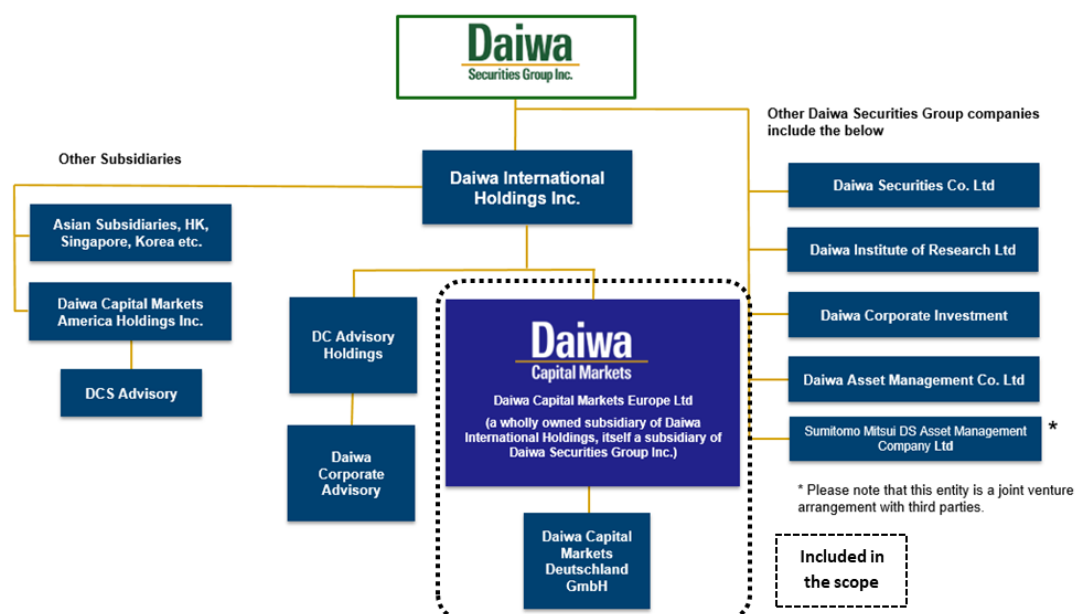 Daiwa
Securities Group Inc.
Other Daiwa Securities Group companies
include the below
Other Subsidiaries
Daiwa International
Holdings Inc.
Daiwa Securities Co. Ltd
Asian Subsidiaries, HK,
Singapore, Korea etc.
Daiwa Institute of Research Ltd
Daiwa Capital Markets
America Holdings Inc.
DC Advisory
Holdings
Daiwa
Capital Markets
Daiwa Capital Markets Europe Ltd
(a wholly owned subsidiary of Daiwa
International Holdings, itself a subsidiary of
Daiwa Securities Group Inc.)
Daiwa Corporate Investment
DCS Advisory
Daiwa Asset Management Co. Ltd
Daiwa
Corporate
Advisory
Sumitomo Mitsui DS Asset Management
Company Ltd
*
* Please note that this entity is a joint venture
arrangement with third parties.
Daiwa Capital
Markets
Deutschland
GmbH
Included in
the scope